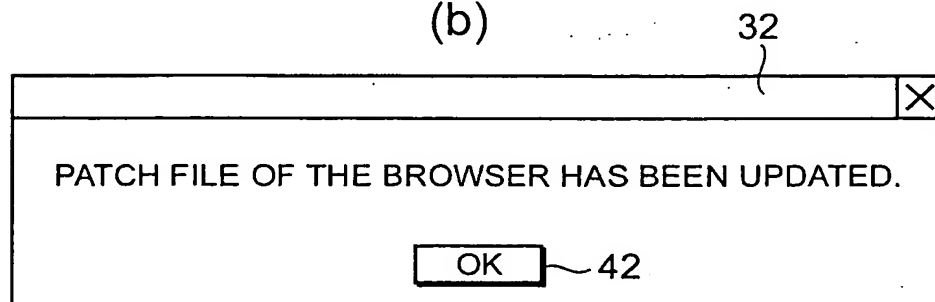 (b)
32
X
PATCH FILE OF THE BROWSER HAS BEEN UPDATED.
OK 42